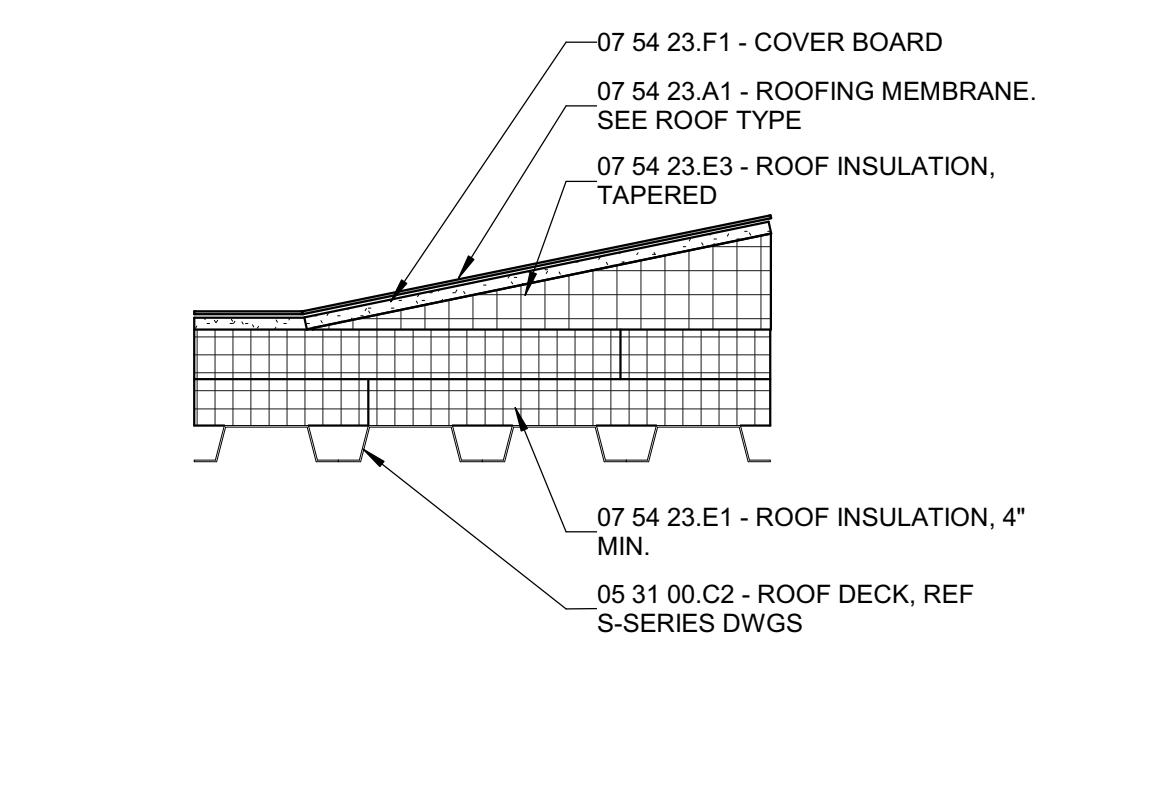 07 54 23.F1 - COVER BOARD
07 54 23.A1 - ROOFING MEMBRANE.
SEE ROOF TYPE
07 54 23.E3 - ROOF INSULATION,
TAPERED
07 54 23.E1 - ROOF INSULATION, 4"
MIN.
05 31 00.C2 - ROOF DECK, REF
S-SERIES DWGS